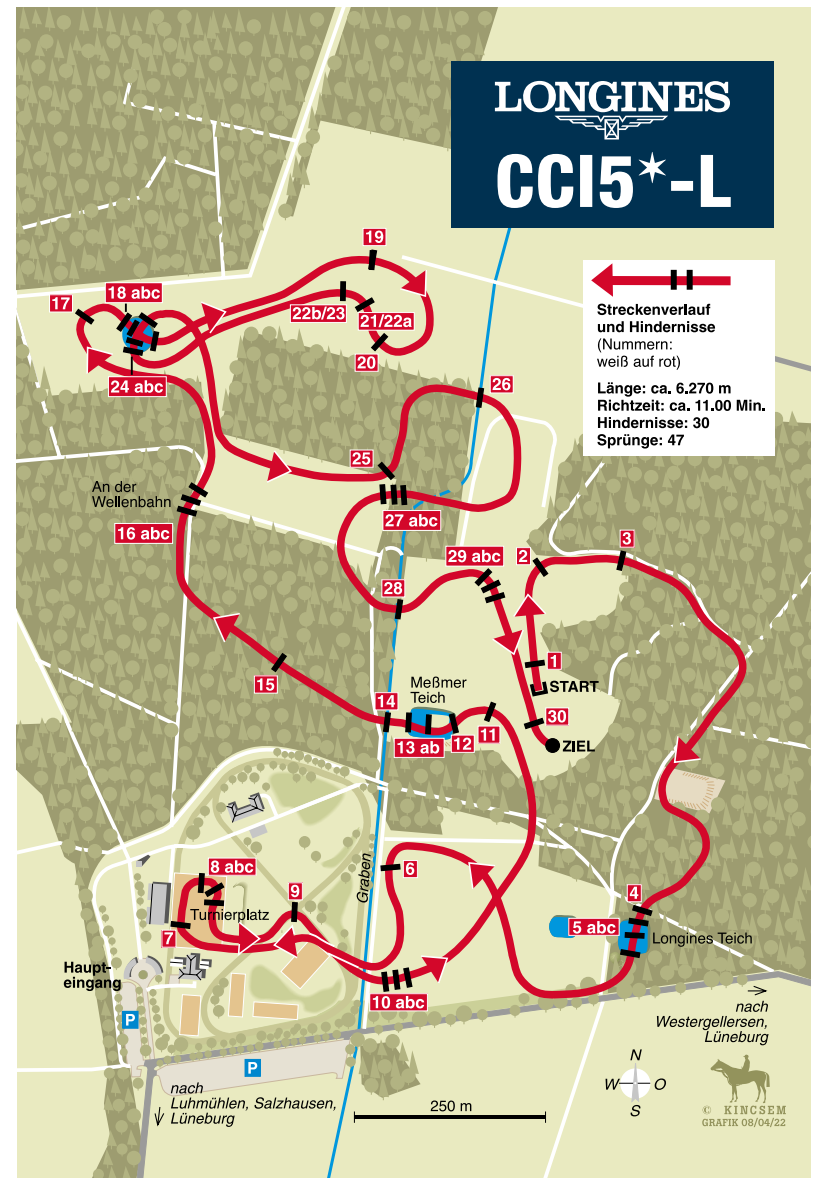 LONGINES
CCI5*-L
Streckenverlauf
und Hindernisse
(Nummern:
weiß auf rot)
Länge: ca. 6.270 m
Richtzeit: ca. 11.00 Min.
Hindernisse: 30
Sprünge: 47
19
18 abc
17
22b/23
21/22a
20
24 abc
26
25
An der
Wellenbahn
27 abc
16 abc
2
3
29 abc
28
1
15
START
Meßmer
Teich
14
30
11
12
13 ab
ZIEL
8 abc
6
Graben
9
4
Turnierplatz
7
5 abc
Longines Teich
Haupt-
eingang
10 abc
nach
Westergellersen,
Lüneburg
P
P
nach
Luhmühlen, Salzhausen,
Lüneburg
250 m
N
W
O
S
© KINCSEM
GRAFIK 08/04/22